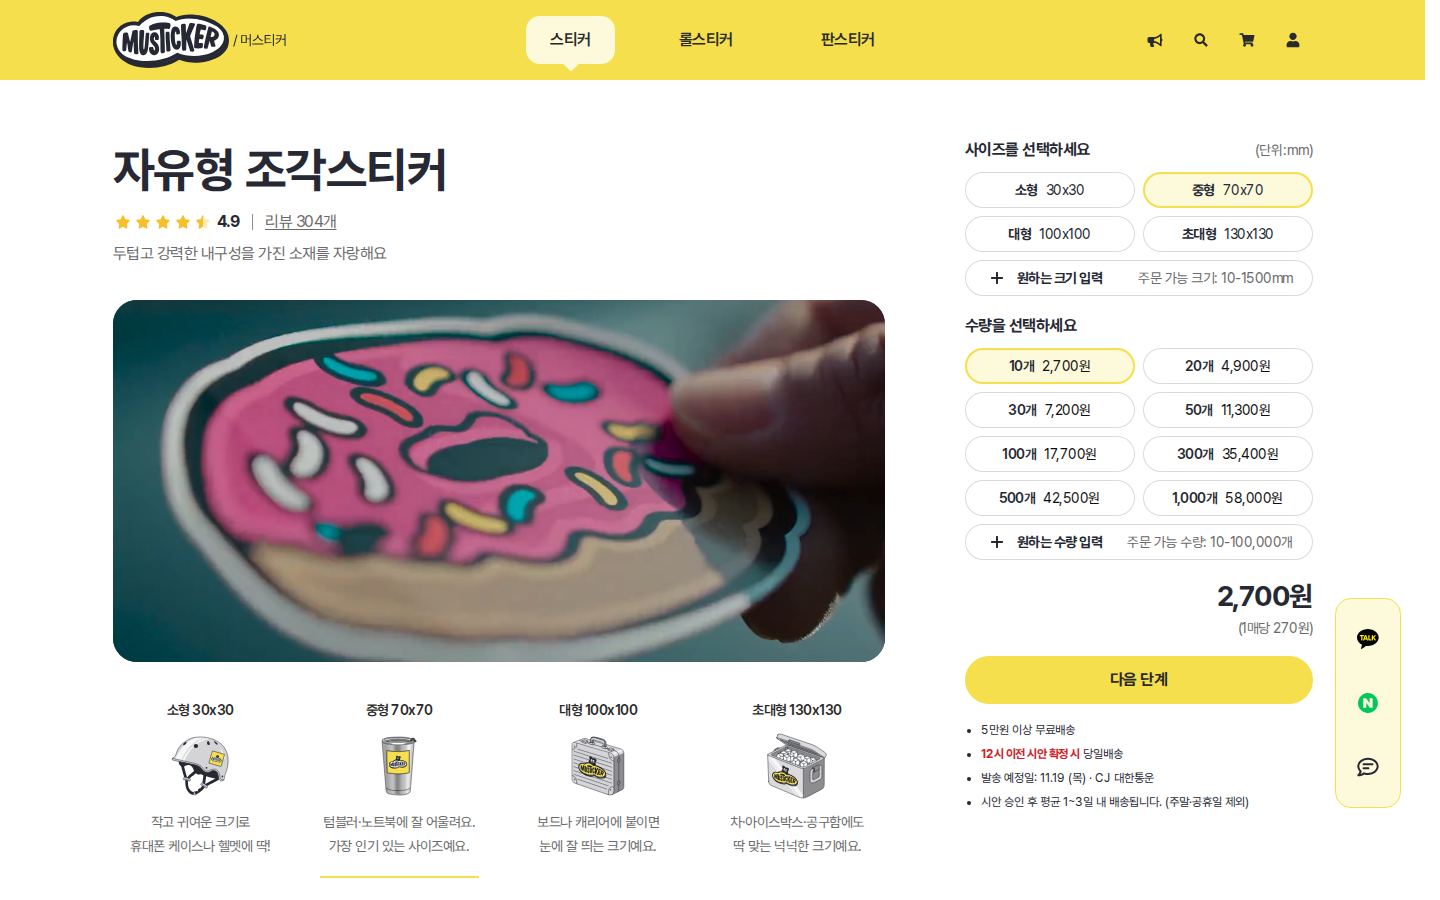 MUSTICKER / 머스티커
스티커
롤스티커
판스티커
자유형 조각스티커
4.9 | 리뷰 304개
두텁고 강력한 내구성을 가진 소재를 자랑해요
소형 30x30
작고 귀여운 크기로
휴대폰 케이스나 헬멧에 딱!
중형 70x70
MUSTICKER
텀블러·노트북에 잘 어울려요.
가장 인기 있는 사이즈예요.
대형 100x100
MUSTICKER
보드나 캐리어에 붙이면
눈에 잘 띄는 크기예요.
초대형 130x130
MUSTICKER
차·아이스박스·공구함에도
딱 맞는 넉넉한 크기예요.
사이즈를 선택하세요 (단위:mm)
소형 30x30
중형 70x70
대형 100x100
초대형 130x130
원하는 크기 입력 주문 가능 크기: 10-1500mm
수량을 선택하세요
10개 2,700원
20개 4,900원
30개 7,200원
50개 11,300원
100개 17,700원
300개 35,400원
500개 42,500원
1,000개 58,000원
원하는 수량 입력 주문 가능 수량: 10-100,000개
2,700원
(1매당 270원)
다음 단계
5만원 이상 무료배송
12시 이전 시안 확정 시 당일배송
발송 예정일: 11.19 (목) · CJ 대한통운
시안 승인 후 평균 1~3일 내 배송됩니다. (주말·공휴일 제외)
TALK
N